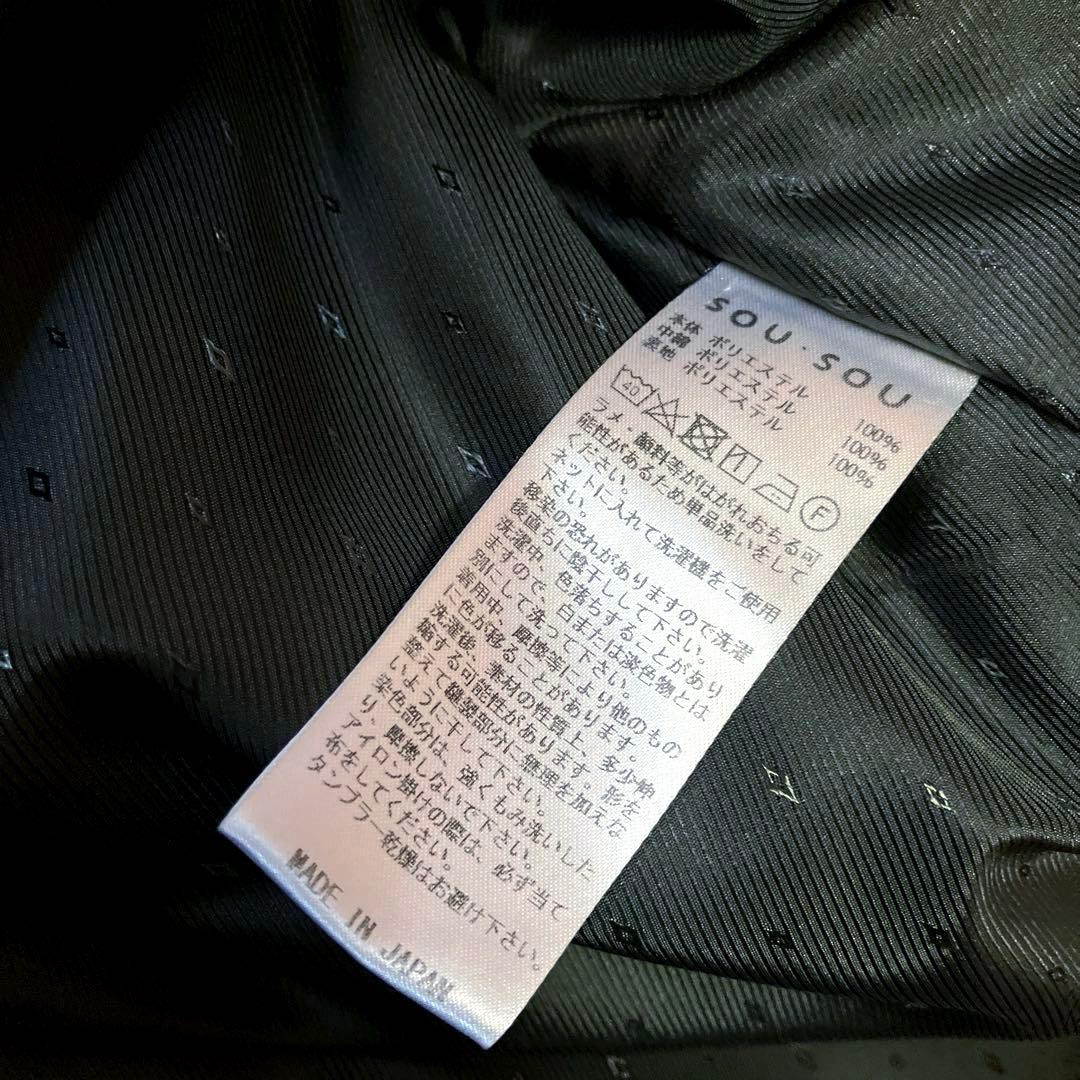 SOU・SOU
本体 ポリエステル 100%
中綿 ポリエステル 100%
裏地 ポリエステル 100%
40 F
ラメ・顔料等がはがれおちる可
能性があるため単品洗いをして
ください。
ネットに入れて洗濯機をご使用
下さい。
移染の恐れがありますので洗濯
後直ちに陰干しして下さい。
洗濯中、色落ちすることがあり
ますので、白または淡色物とは
別にして洗って下さい。
着用中、摩擦等により他のもの
に色が移ることがあります。
洗濯後、素材の性質上、多少伸
縮する可能性があります。形を
整えて縫製部分に無理を加えな
いように干して下さい。
染色部分は、強くもみ洗いした
り、摩擦しないで下さい。
アイロン掛けの際は、必ず当て
布をしてください。
タンブラー乾燥はお避け下さい。
MADE IN JAPAN